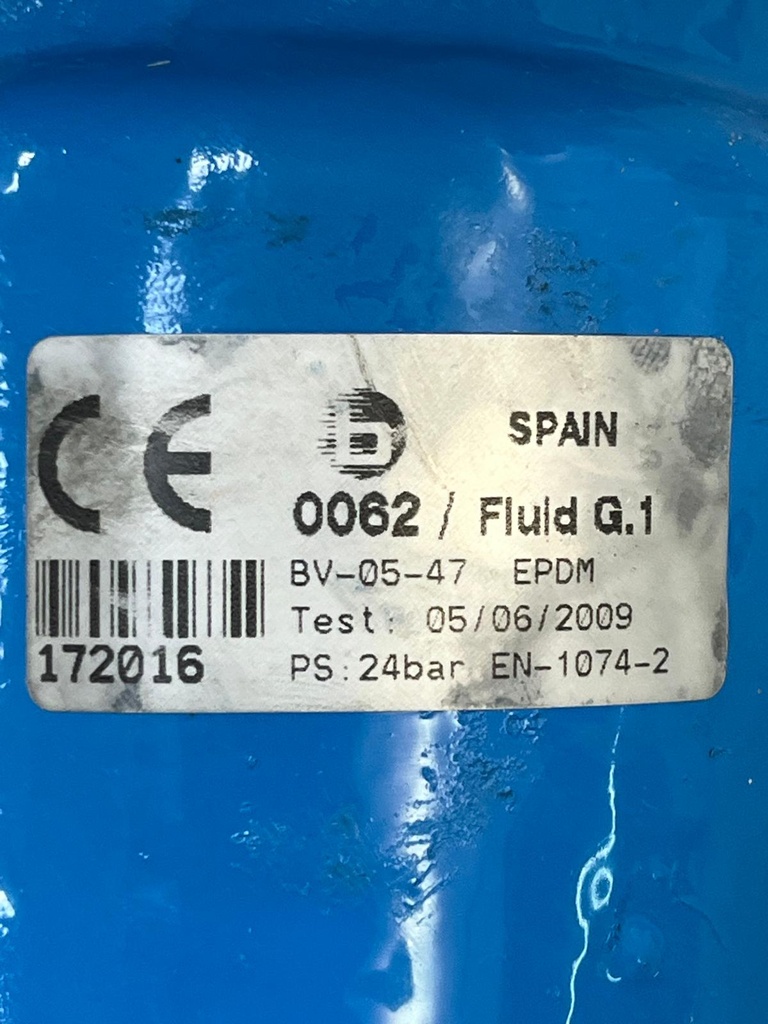 CE
SPAIN
0062 / Fluid G.1
BV-05-47 EPDM
Test: 05/06/2009
172016
PS:24bar EN-1074-2